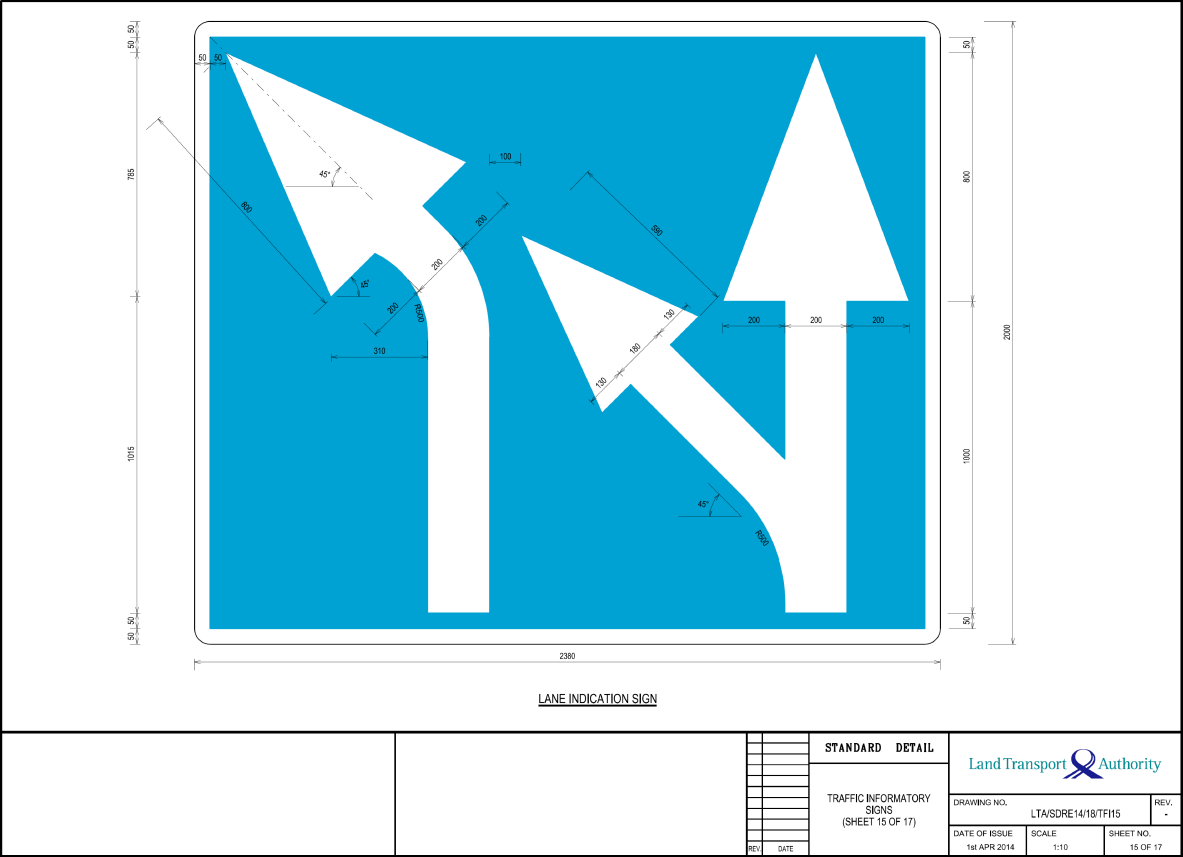 50
50
50
50
50
785
800
45°
45°
800
310
200
200
200
R500
100
590
130
180
130
200
200
200
2000
1015
1000
45°
R500
50
50
50
2380
LANE INDICATION SIGN
STANDARD DETAIL
TRAFFIC INFORMATORY
SIGNS
(SHEET 15 OF 17)
REV.
DATE
Land Transport Authority
DRAWING NO.
LTA/SDRE14/18/TFI15
REV.
-
DATE OF ISSUE
1st APR 2014
SCALE
1:10
SHEET NO.
15 OF 17